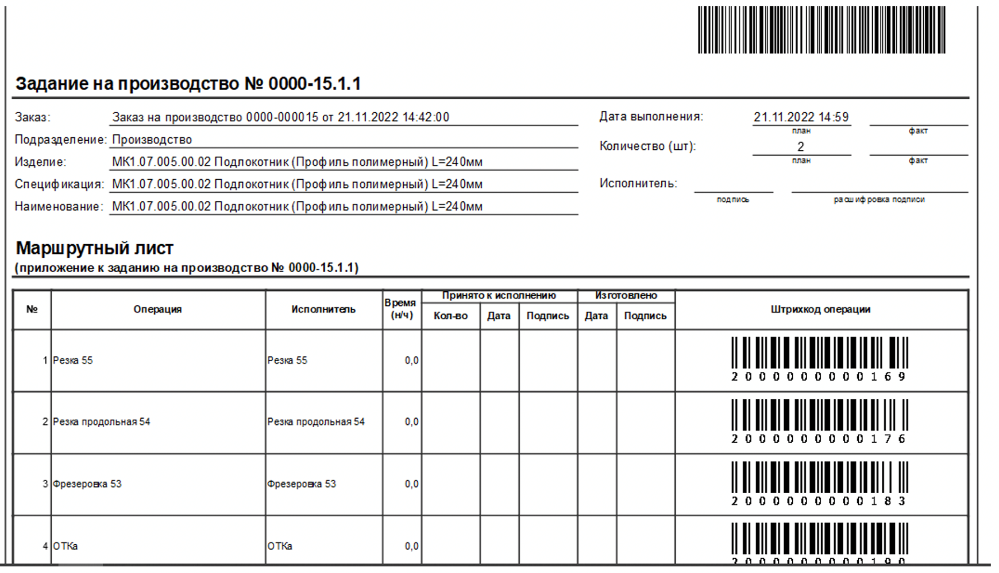 Задание на производство № 0000-15.1.1
Заказ: Заказ на производство 0000-000015 от 21.11.2022 14:42:00
Дата выполнения: 21.11.2022 14:59
план факт
Подразделение: Производство
Количество (шт): 2
план факт
Изделие: МК1.07.005.00.02 Подлокотник (Профиль полимерный) L=240мм
Спецификация: МК1.07.005.00.02 Подлокотник (Профиль полимерный) L=240мм
Исполнитель:
подпись расшифровка подписи
Наименование: МК1.07.005.00.02 Подлокотник (Профиль полимерный) L=240мм
Маршрутный лист
(приложение к заданию на производство № 0000-15.1.1)
№ Операция Исполнитель Время (н/ч) Принято к исполнению Изготовлено Штрихкод операции
Кол-во Дата Подпись Дата Подпись
1 Резка 55 Резка 55 0,0
2000000000169
2 Резка продольная 54 Резка продольная 54 0,0
2000000000176
3 Фрезеровка 53 Фрезеровка 53 0,0
2000000000183
4 ОТКа ОТКа 0,0
2000000000190